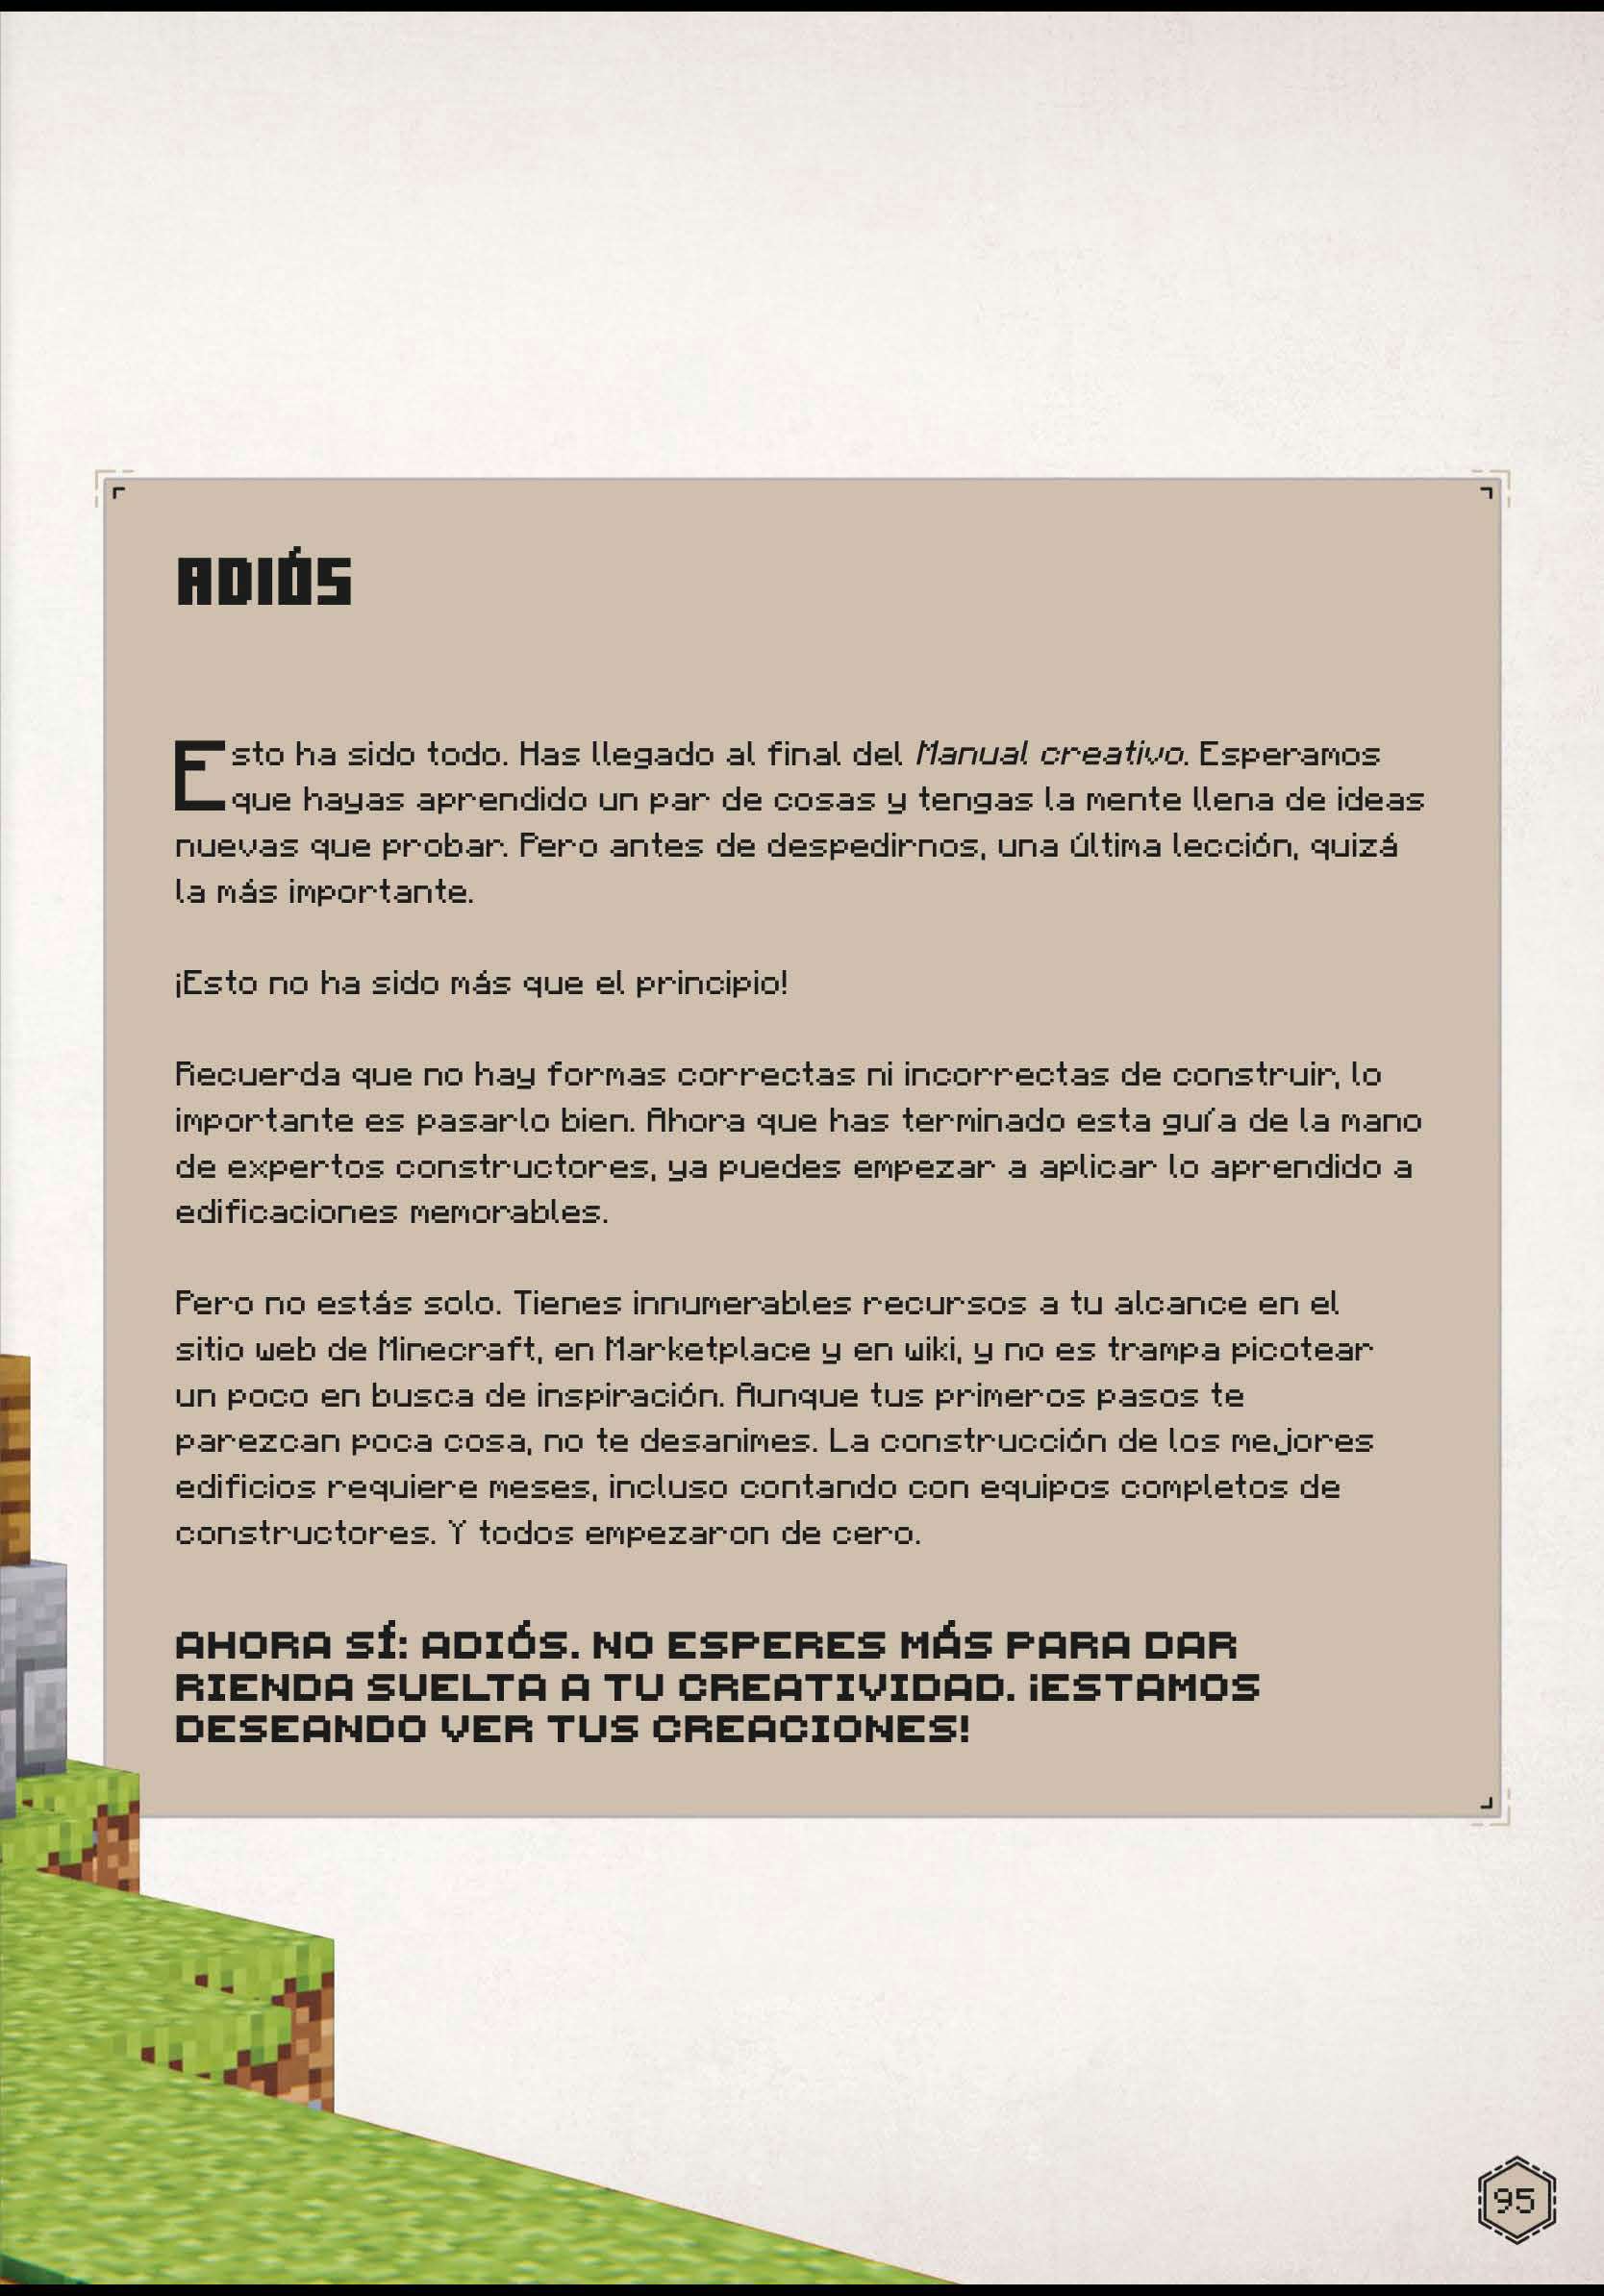 ADIÓS
Esto ha sido todo. Has llegado al final del Manual creativo. Esperamos
que hayas aprendido un par de cosas y tengas la mente llena de ideas
nuevas que probar. Pero antes de despedirnos, una última lección, quizá
la más importante.
¡Esto no ha sido más que el principio!
Recuerda que no hay formas correctas ni incorrectas de construir, lo
importante es pasarlo bien. Ahora que has terminado esta guía de la mano
de expertos constructores, ya puedes empezar a aplicar lo aprendido a
edificaciones memorables.
Pero no estás solo. Tienes innumerables recursos a tu alcance en el
sitio web de Minecraft, en Marketplace y en wiki, y no es trampa picotear
un poco en busca de inspiración. Aunque tus primeros pasos te
parezcan poca cosa, no te desanimes. La construcción de los mejores
edificios requiere meses, incluso contando con equipos completos de
constructores. Y todos empezaron de cero.
AHORA SÍ: ADIÓS. NO ESPERES MÁS PARA DAR
RIENDA SUELTA A TU CREATIVIDAD. ¡ESTAMOS
DESEANDO VER TUS CREACIONES!
95